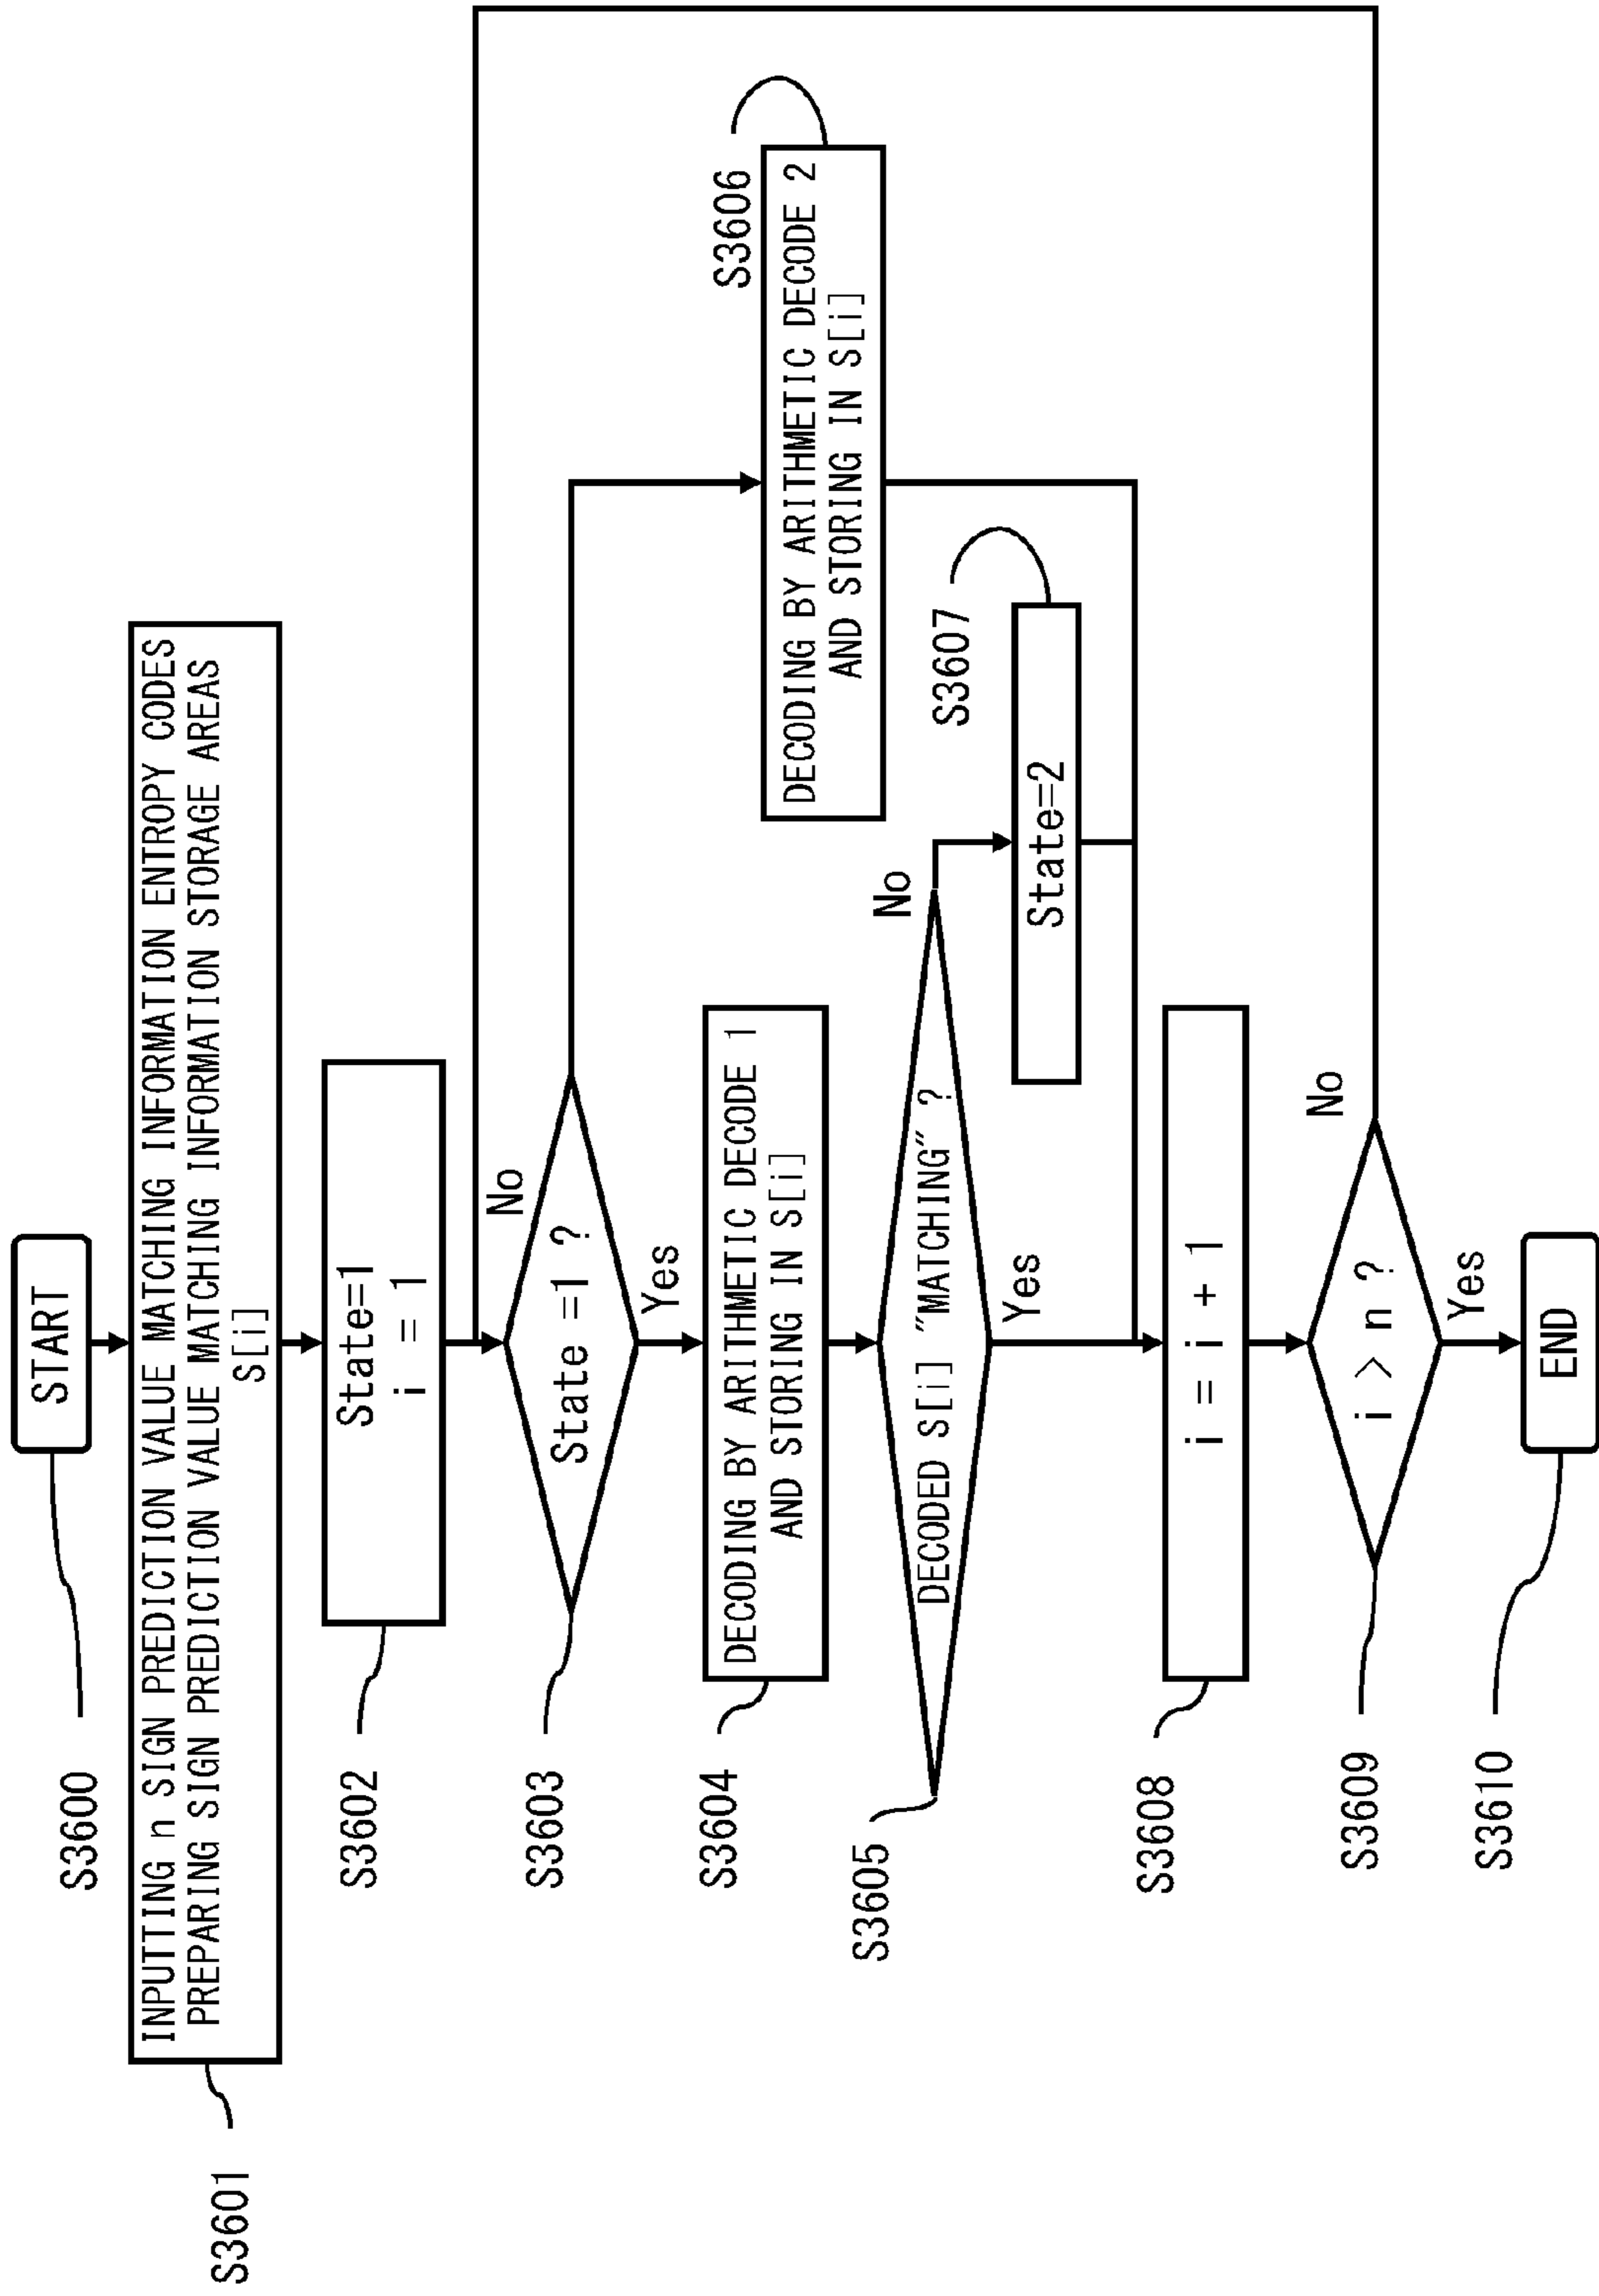 START
S3600
INPUTTING n SIGN PREDICTION VALUE MATCHING INFORMATION ENTROPY CODES
PREPARING SIGN PREDICTION VALUE MATCHING INFORMATION STORAGE AREAS
S[i]
S3601
State=1
i = 1
S3602
State =1 ?
No
Yes
S3603
DECODING BY ARITHMETIC DECODE 1
AND STORING IN S[i]
S3604
DECODING BY ARITHMETIC DECODE 2
AND STORING IN S[i]
S3606
DECODED S[i] "MATCHING" ?
No
Yes
S3605
State=2
S3607
i = i + 1
S3608
i > n ?
No
Yes
S3609
END
S3610